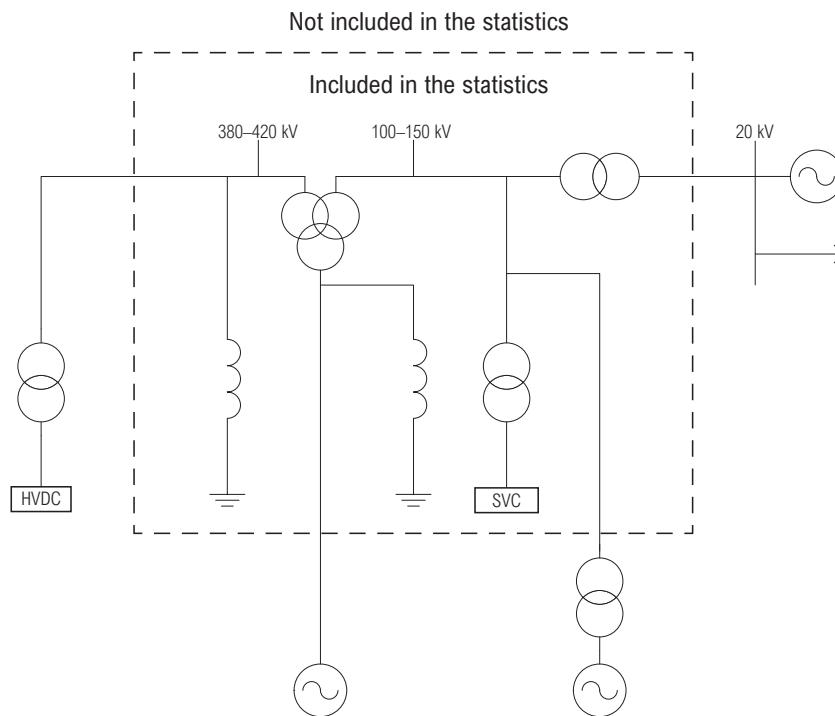 Not included in the statistics
Included in the statistics
380–420 kV
100–150 kV
20 kV
HVDC
SVC